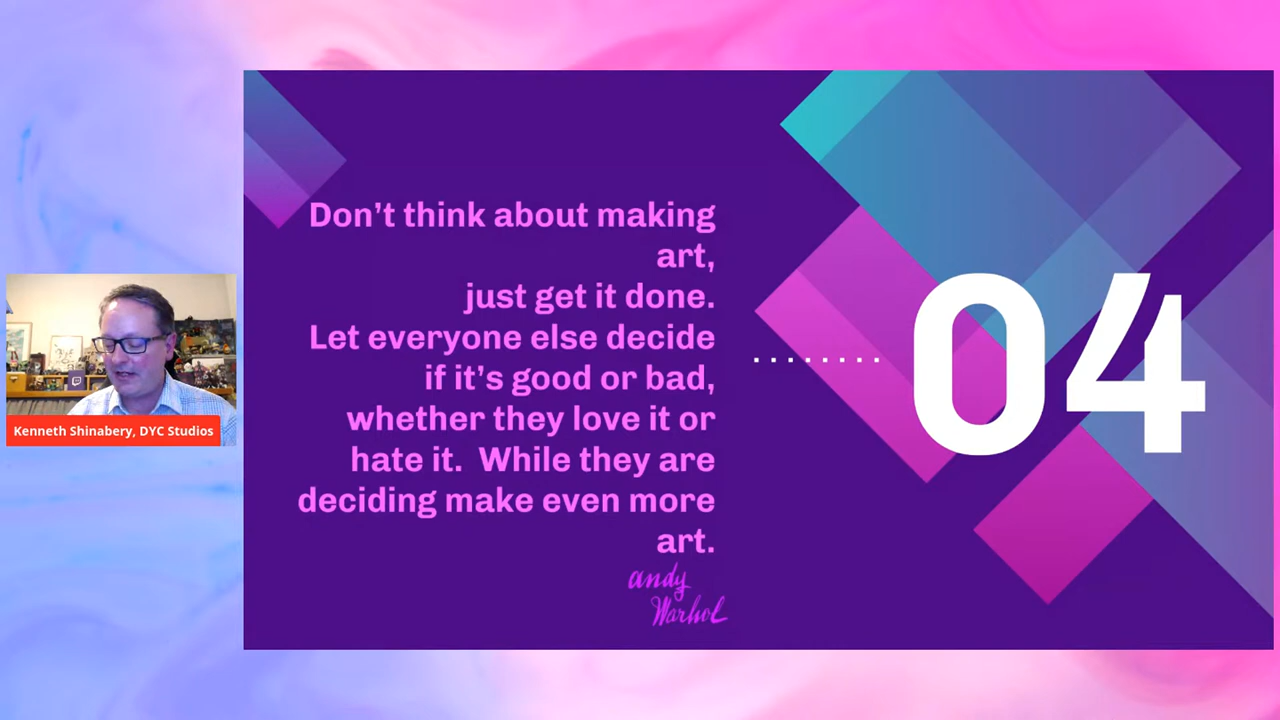 Don’t think about making
art,
just get it done.
Let everyone else decide
if it’s good or bad,
whether they love it or
hate it.  While they are
deciding make even more
art.
andy
Warhol
04
Kenneth Shinabery, DYC Studios